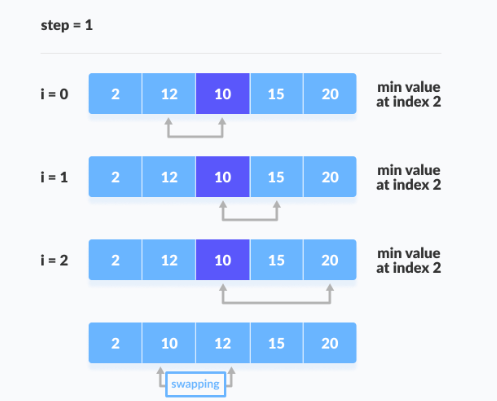 step = 1
i = 0 2 12 10 15 20 min value
at index 2
i = 1 2 12 10 15 20 min value
at index 2
i = 2 2 12 10 15 20 min value
at index 2
2 10 12 15 20
swapping